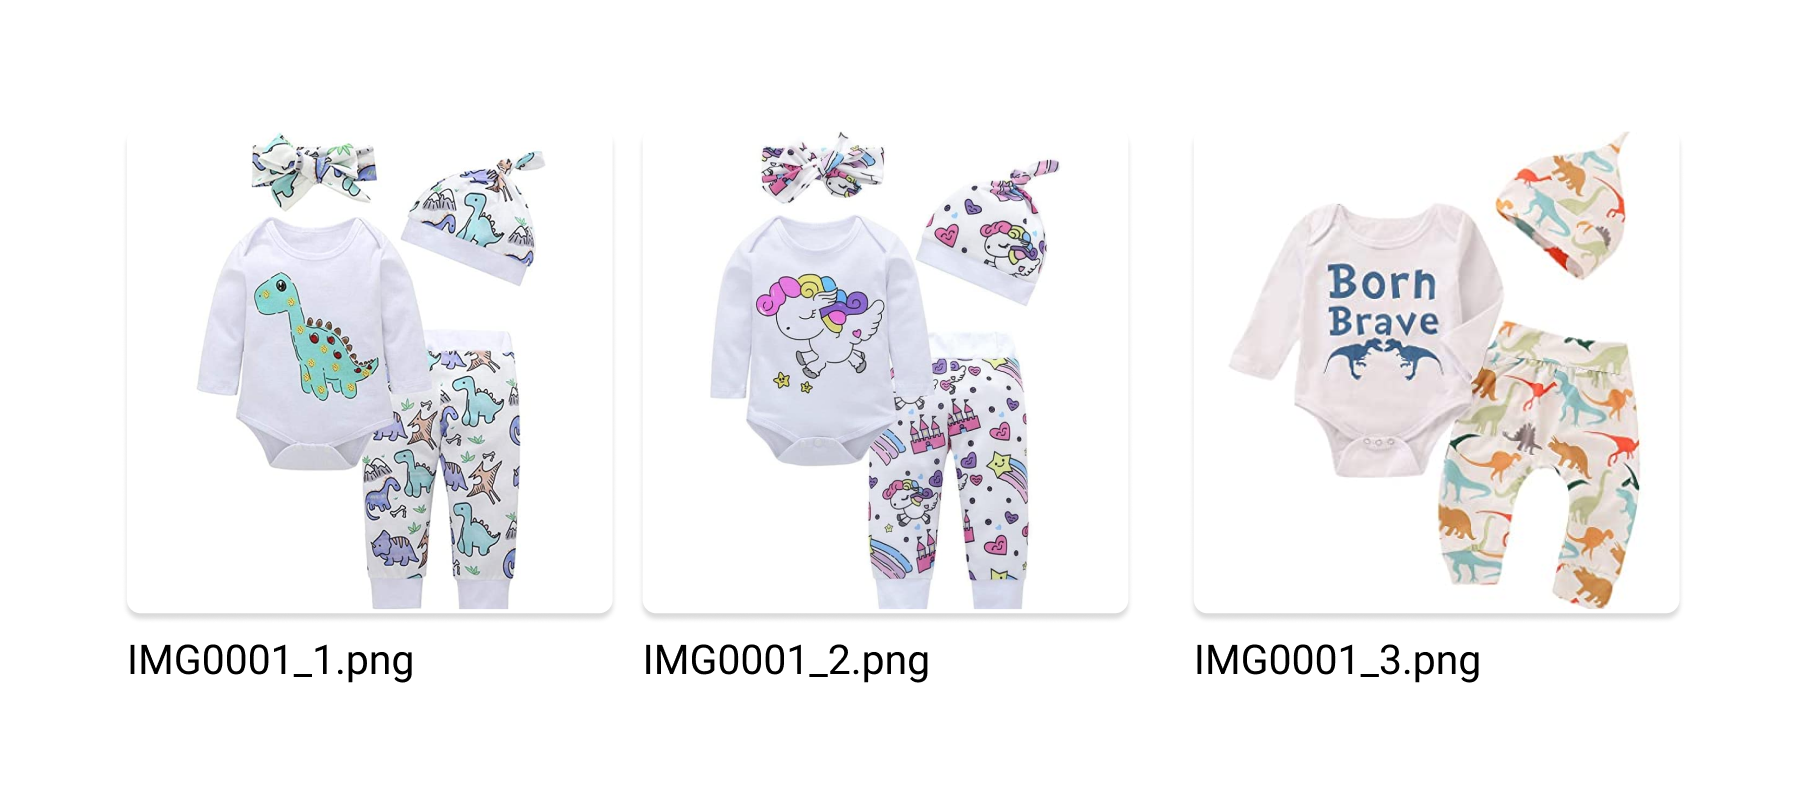 Born
Brave
IMG0001_1.png
IMG0001_2.png
IMG0001_3.png